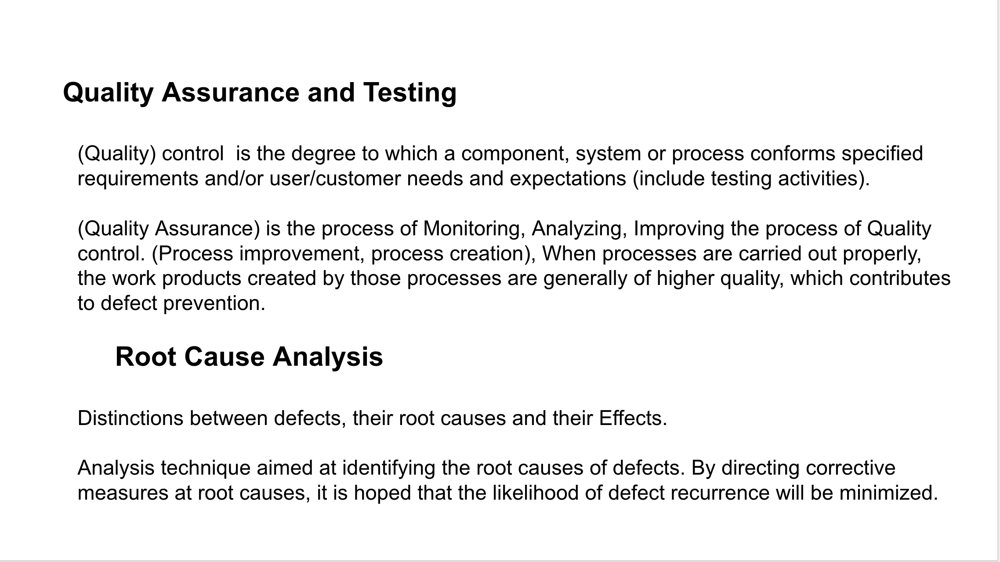 Quality Assurance and Testing
(Quality) control  is the degree to which a component, system or process conforms specified
requirements and/or user/customer needs and expectations (include testing activities).
(Quality Assurance) is the process of Monitoring, Analyzing, Improving the process of Quality
control. (Process improvement, process creation), When processes are carried out properly,
the work products created by those processes are generally of higher quality, which contributes
to defect prevention.
Root Cause Analysis
Distinctions between defects, their root causes and their Effects.
Analysis technique aimed at identifying the root causes of defects. By directing corrective
measures at root causes, it is hoped that the likelihood of defect recurrence will be minimized.